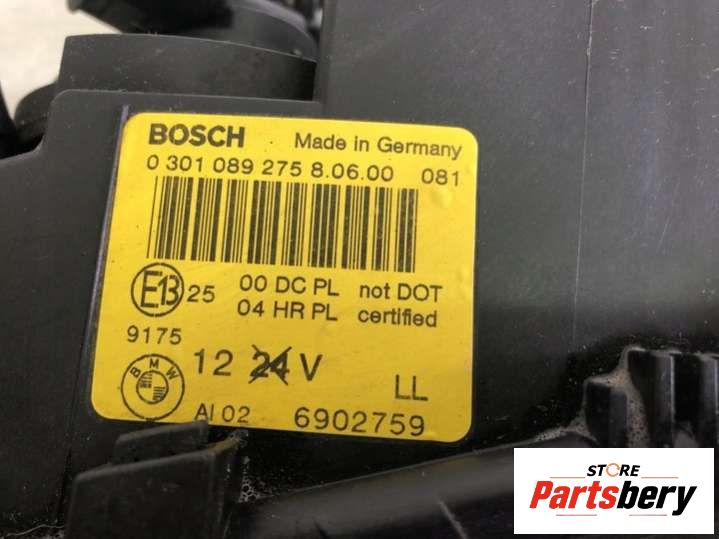 BOSCH Made in Germany
0 301 089 275 8.06.00 081
E13 25 00 DC PL not DOT
04 HR PL certified
9175
12 24 V
LL
BMW
AI 02 6902759
STORE
Partsbery